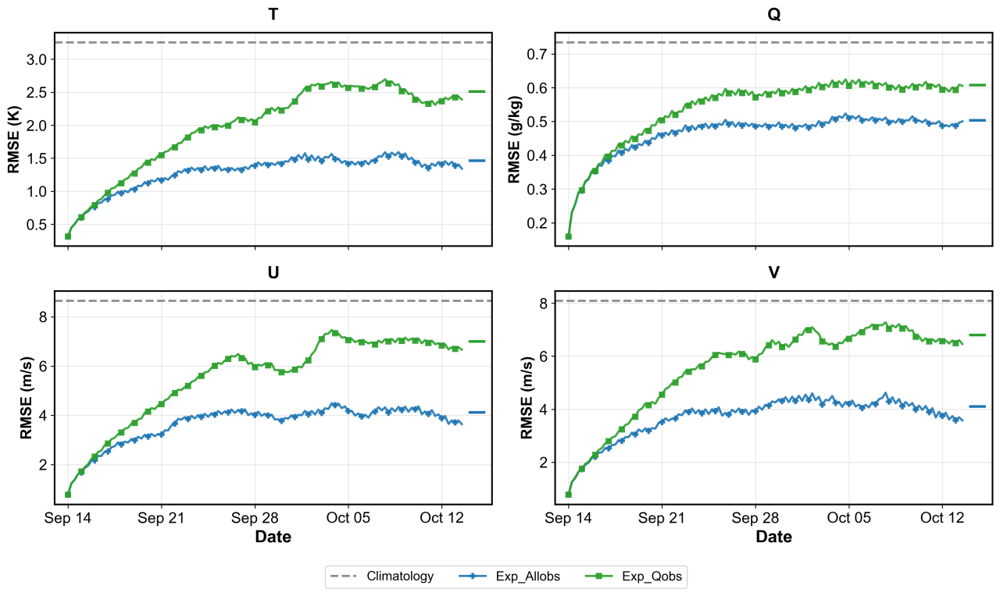 T
Q
RMSE (K)
3.0
2.5
2.0
1.5
1.0
0.5
RMSE (g/kg)
0.7
0.6
0.5
0.4
0.3
0.2
U
V
RMSE (m/s)
8
6
4
2
Sep 14
Sep 21
Sep 28
Oct 05
Oct 12
Date
RMSE (m/s)
8
6
4
2
Sep 14
Sep 21
Sep 28
Oct 05
Oct 12
Date
Climatology
Exp_Allobs
Exp_Qobs